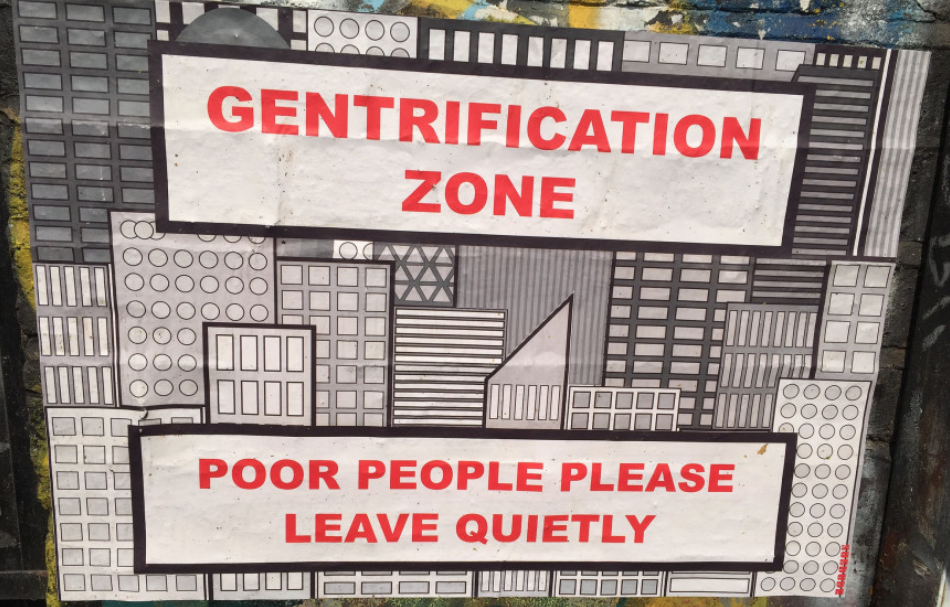 GENTRIFICATION
ZONE
POOR PEOPLE PLEASE
LEAVE QUIETLY